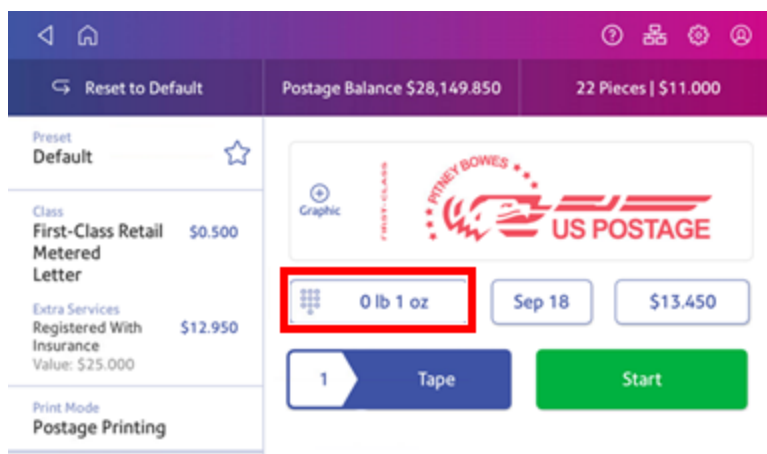 Reset to Default
Postage Balance $28,149.850
22 Pieces | $11.000
Preset
Default
Class
First-Class Retail $0.500
Metered
Letter
Extra Services
Registered With $12.950
Insurance
Value: $25.000
Print Mode
Postage Printing
Graphic
FIRST-CLASS
PITNEY BOWES
US POSTAGE
0 lb 1 oz
Sep 18
$13.450
1
Tape
Start